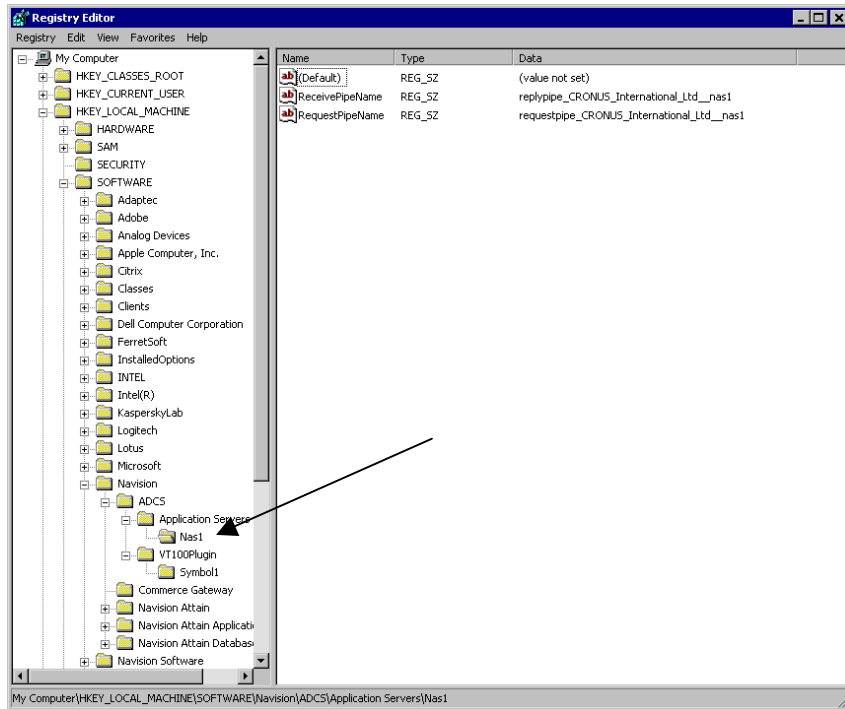 Registry Editor
Registry Edit View Favorites Help
My Computer
HKEY_CLASSES_ROOT
HKEY_CURRENT_USER
HKEY_LOCAL_MACHINE
HARDWARE
SAM
SECURITY
SOFTWARE
Adaptec
Adobe
Analog Devices
Apple Computer, Inc.
Citrix
Classes
Clients
Dell Computer Corporation
FerretSoft
InstalledOptions
INTEL
Intel(R)
KasperskyLab
Logitech
Lotus
Microsoft
Navision
ADCS
Application Servers
Nas1
VT100Plugin
Symbol1
Commerce Gateway
Navision Attain
Navision Attain Applicati
Navision Attain Databas
Navision Software
Name Type Data
ab (Default) REG_SZ (value not set)
ab ReceivePipeName REG_SZ replypipe_CRONUS_International_Ltd__nas1
ab RequestPipeName REG_SZ requestpipe_CRONUS_International_Ltd__nas1
My Computer\HKEY_LOCAL_MACHINE\SOFTWARE\Navision\ADCS\Application Servers\Nas1